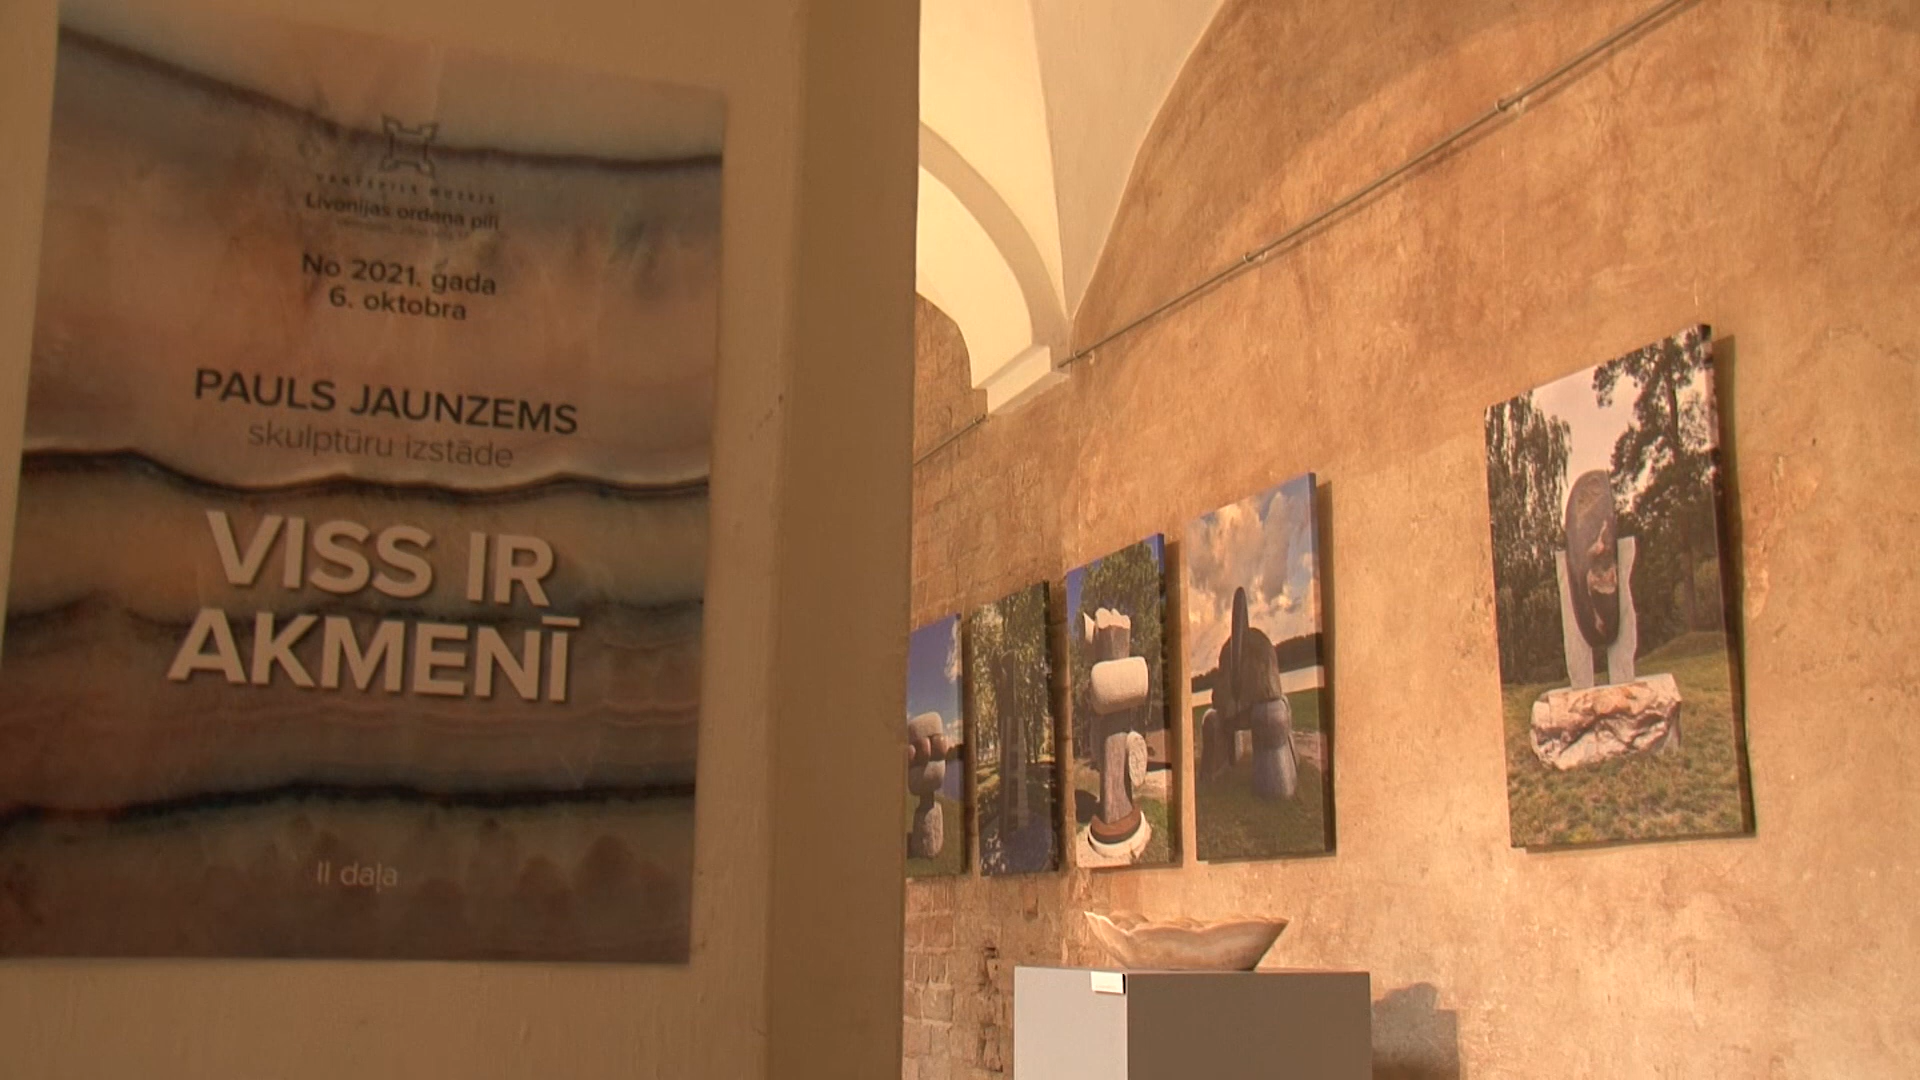 Livonijas ordeņa pilī
No 2021. gada
6. oktobra
PAULS JAUNZEMS
skulptūru izstāde
VISS IR
AKMENĪ
II daļa